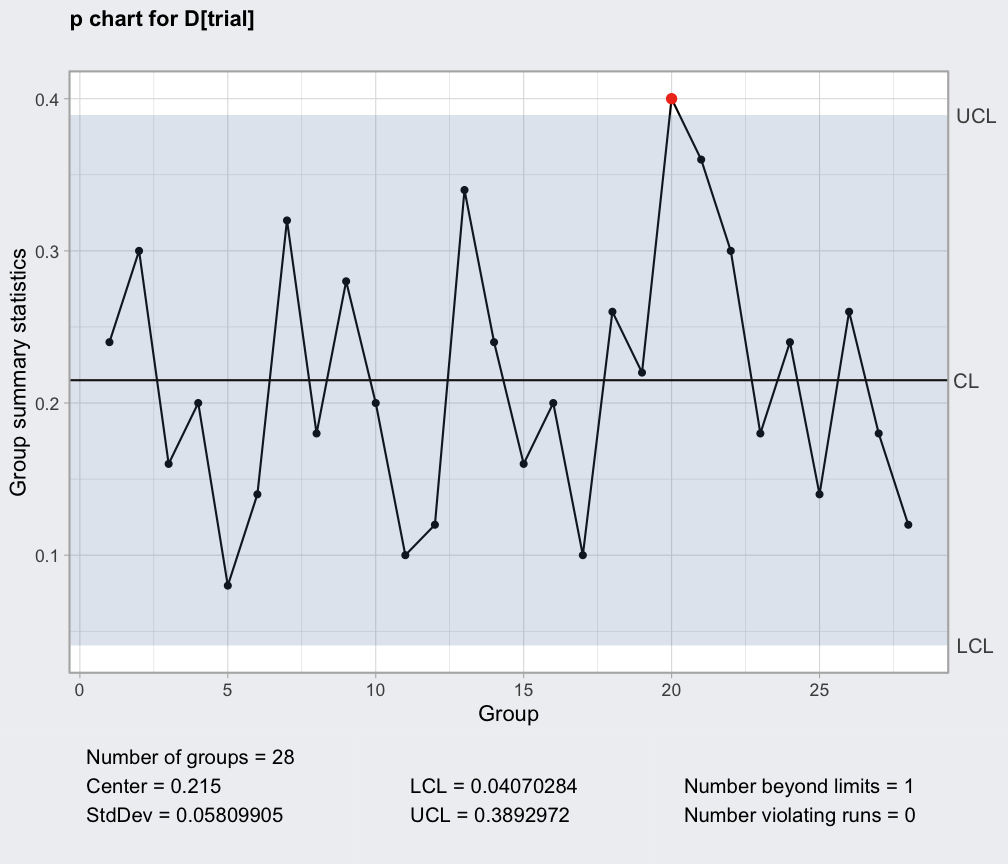 p chart for D[trial]
0.4
UCL
0.3
CL
0.2
0.1
LCL
Group summary statistics
0 5 10 15 20 25
Group
Number of groups = 28
Center = 0.215 LCL = 0.04070284 Number beyond limits = 1
StdDev = 0.05809905 UCL = 0.3892972 Number violating runs = 0